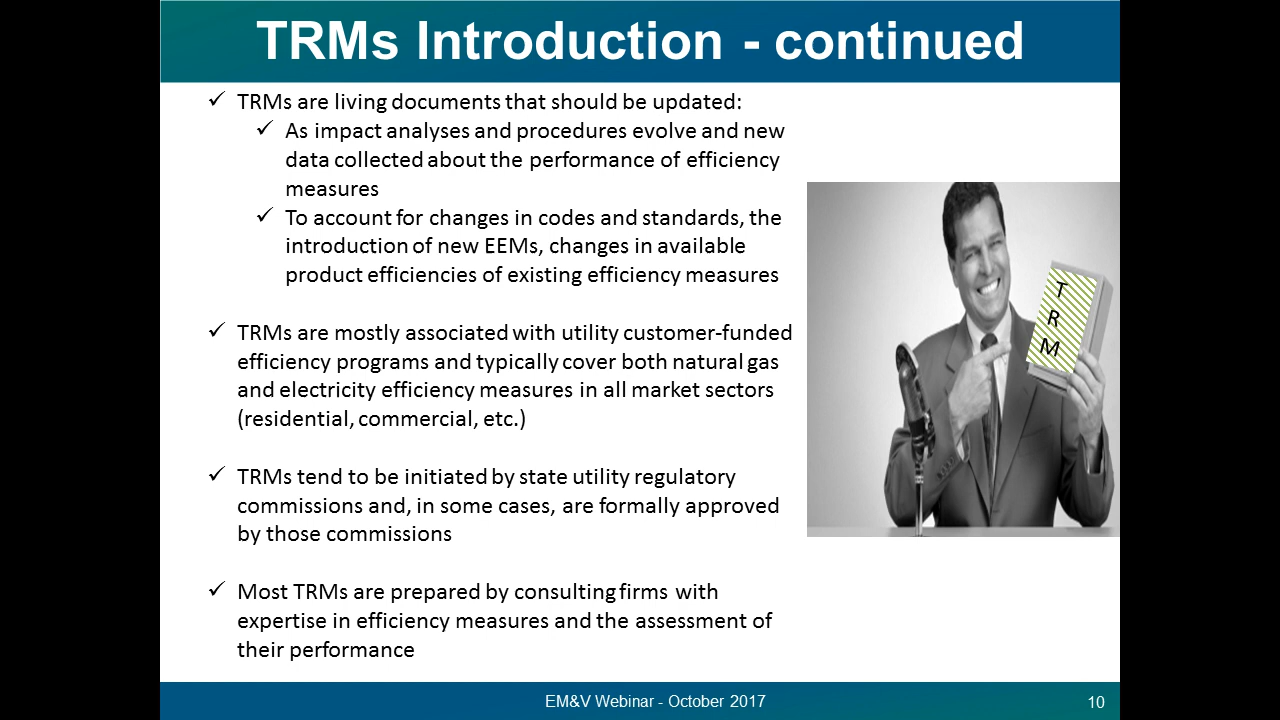 TRMs Introduction - continued
✓ TRMs are living documents that should be updated:
✓ As impact analyses and procedures evolve and new
data collected about the performance of efficiency
measures
✓ To account for changes in codes and standards, the
introduction of new EEMs, changes in available
product efficiencies of existing efficiency measures
✓ TRMs are mostly associated with utility customer-funded
efficiency programs and typically cover both natural gas
and electricity efficiency measures in all market sectors
(residential, commercial, etc.)
✓ TRMs tend to be initiated by state utility regulatory
commissions and, in some cases, are formally approved
by those commissions
✓ Most TRMs are prepared by consulting firms with
expertise in efficiency measures and the assessment of
their performance
T
R
M
EM&V Webinar - October 2017
10